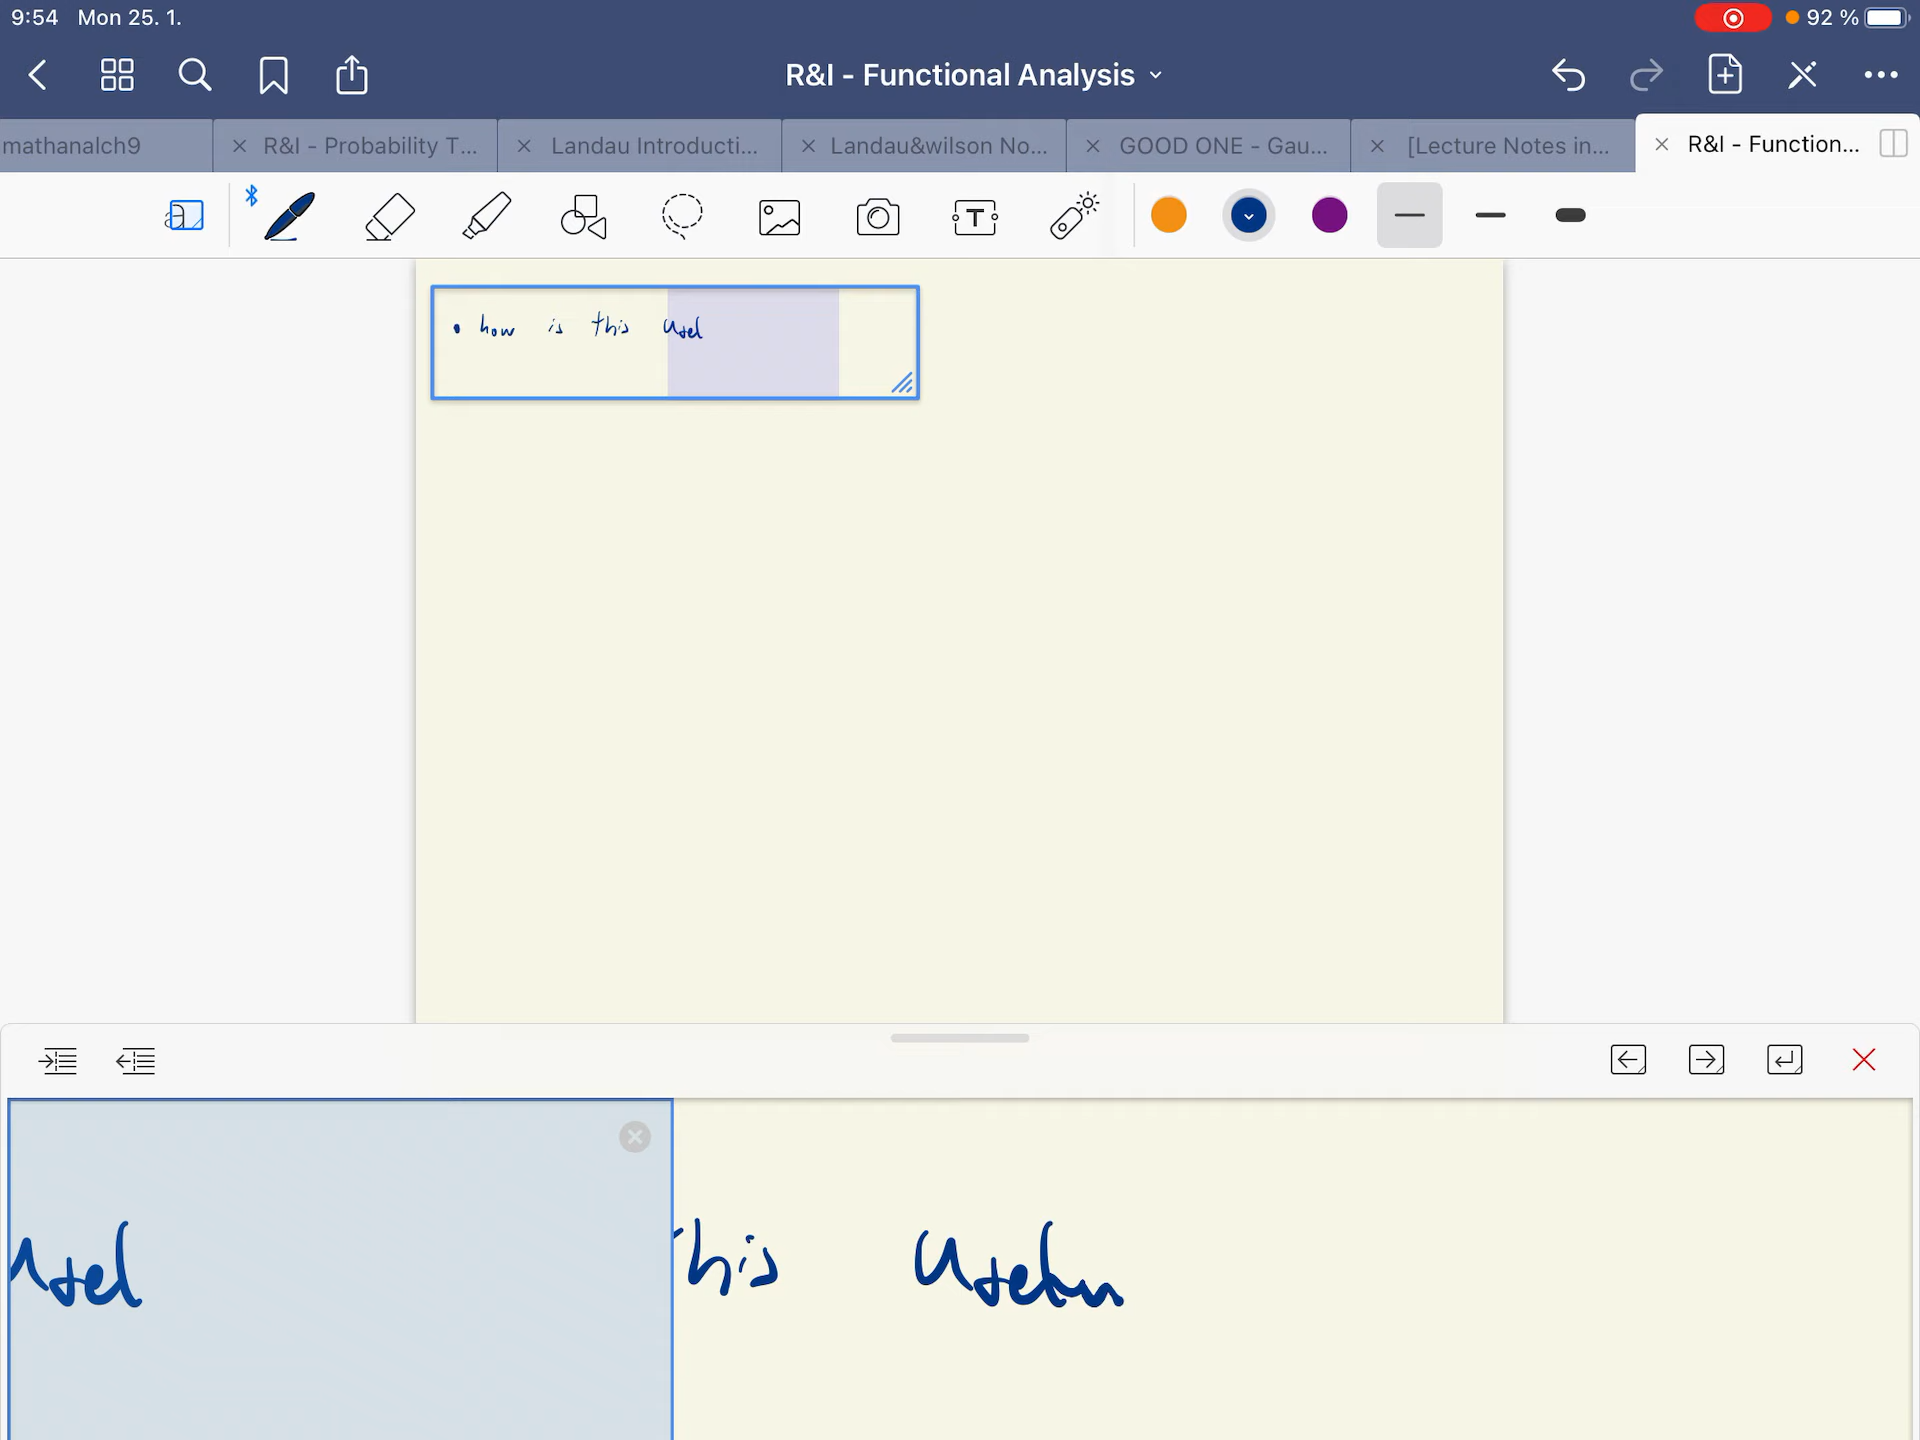 9:54 Mon 25. 1. 92 %
R&I - Functional Analysis
mathanalch9 R&I - Probability T... Landau Introducti... Landau&wilson No... GOOD ONE - Gau... [Lecture Notes in... R&I - Function...
• how is this
this